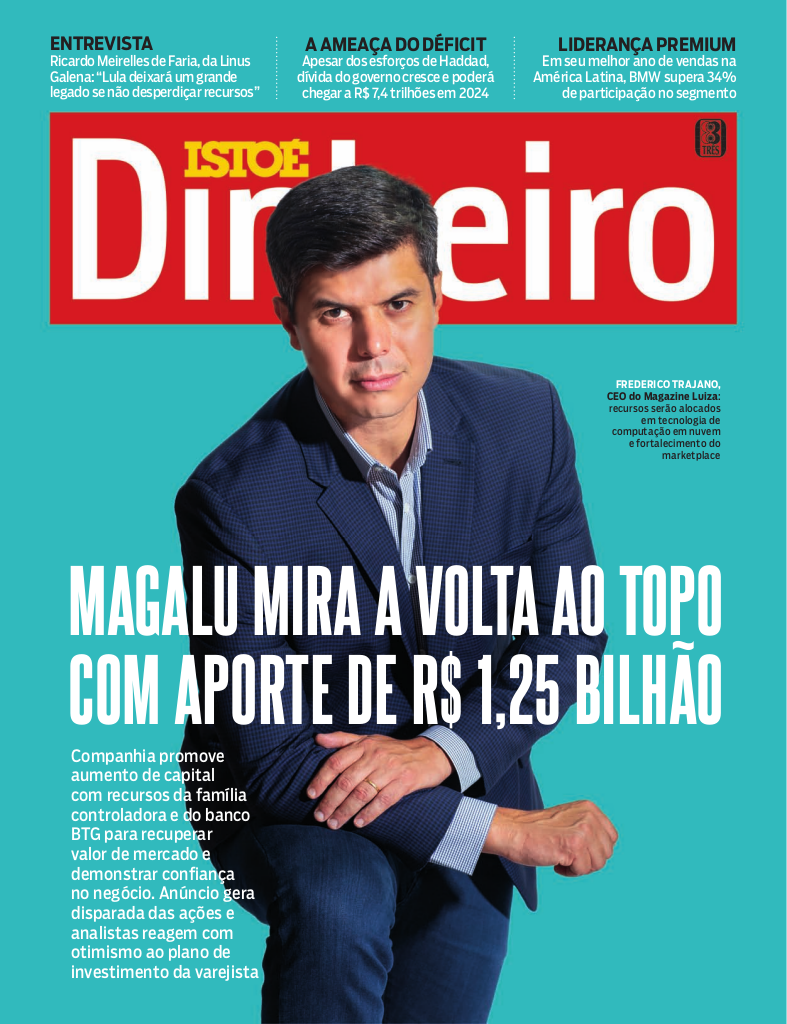 ENTREVISTA
Ricardo Meirelles de Faria, da Linus
Galena: “Lula deixará um grande
legado se não desperdiçar recursos”
A AMEAÇA DO DÉFICIT
Apesar dos esforços de Haddad,
dívida do governo cresce e poderá
chegar a R$ 7,4 trilhões em 2024
LIDERANÇA PREMIUM
Em seu melhor ano de vendas na
América Latina, BMW supera 34%
de participação no segmento
3
TRÊS
ISTOÉ
Dinheiro
FREDERICO TRAJANO,
CEO do Magazine Luiza:
recursos serão alocados
em tecnologia de
computação em nuvem
e fortalecimento do
marketplace
MAGALU MIRA A VOLTA AO TOPO
COM APORTE DE R$ 1,25 BILHÃO
Companhia promove
aumento de capital
com recursos da família
controladora e do banco
BTG para recuperar
valor de mercado e
demonstrar confiança
no negócio. Anúncio gera
disparada das ações e
analistas reagem com
otimismo ao plano de
investimento da varejista